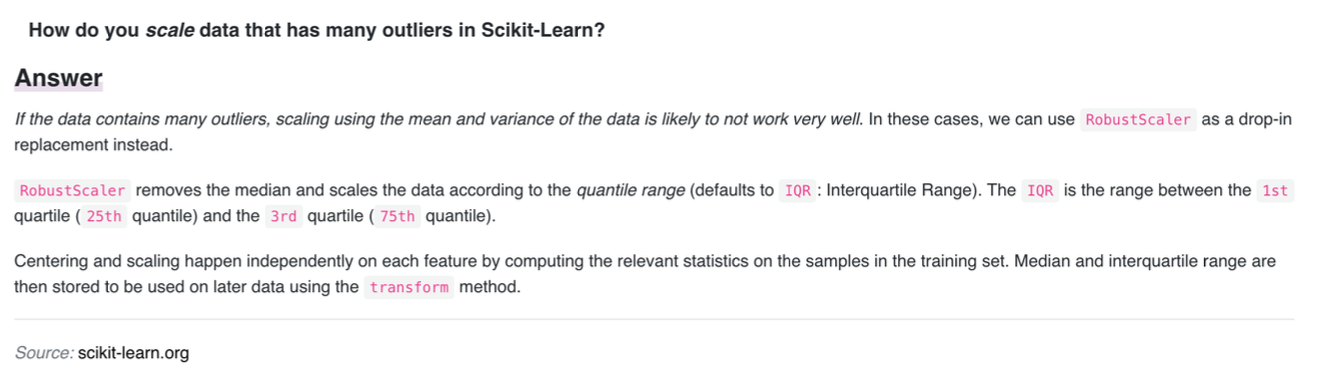 How do you scale data that has many outliers in Scikit-Learn?
Answer
If the data contains many outliers, scaling using the mean and variance of the data is likely to not work very well. In these cases, we can use RobustScaler as a drop-in
replacement instead.
RobustScaler removes the median and scales the data according to the quantile range (defaults to IQR : Interquartile Range). The IQR is the range between the 1st
quartile ( 25th quantile) and the 3rd quartile ( 75th quantile).
Centering and scaling happen independently on each feature by computing the relevant statistics on the samples in the training set. Median and interquartile range are
then stored to be used on later data using the transform method.
Source: scikit-learn.org